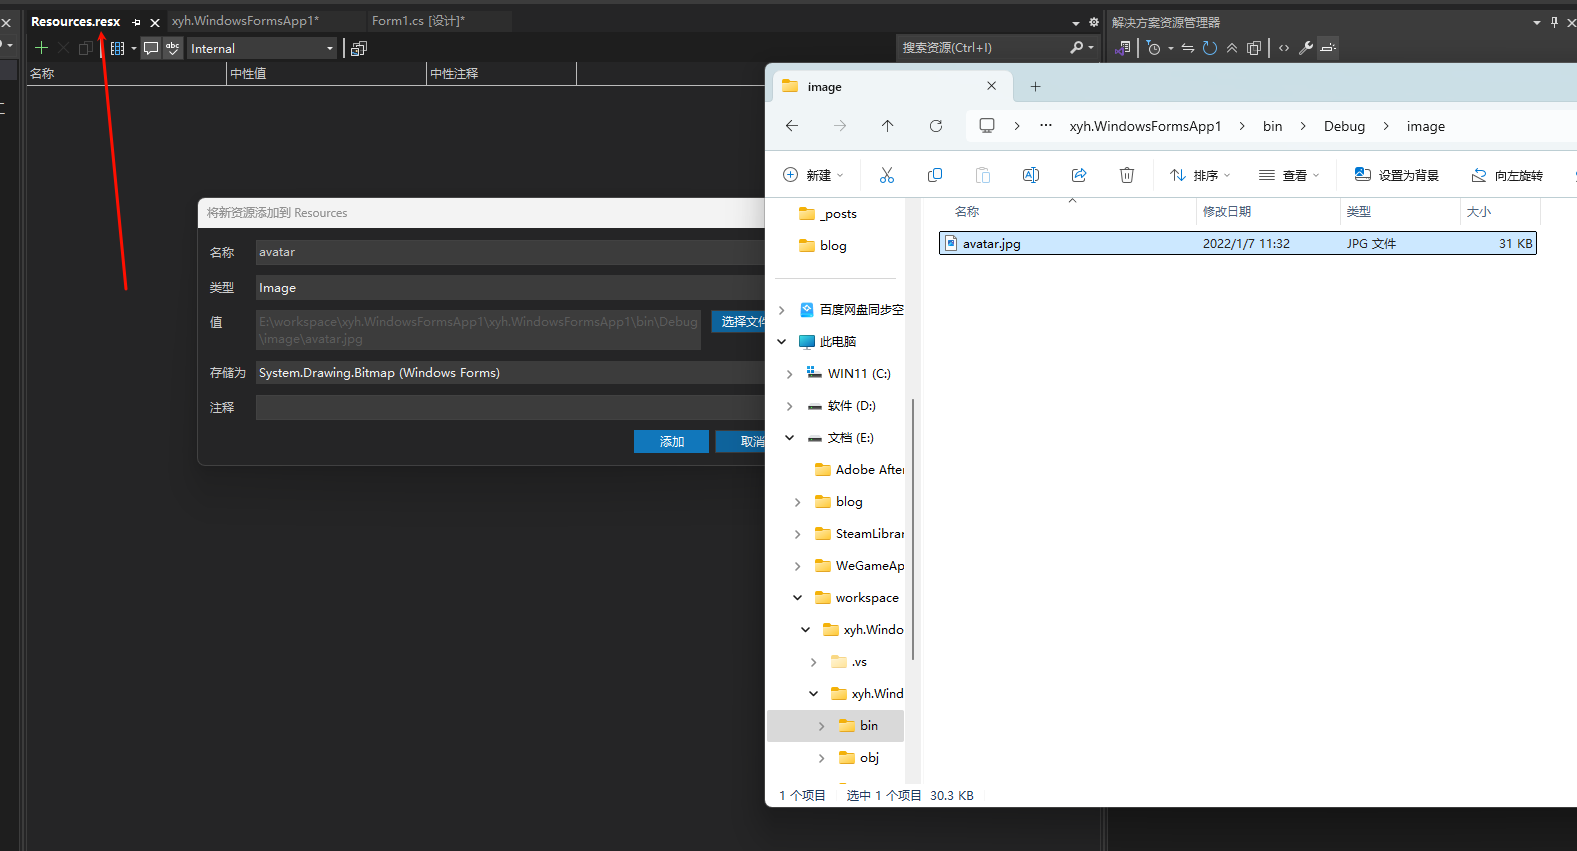 Resources.resx
xyh.WindowsFormsApp1*
Form1.cs [设计]*
解决方案资源管理器
abc
Internal
搜索资源(Ctrl+I)
名称
中性值
中性注释
image
xyh.WindowsFormsApp1
bin
Debug
image
新建
排序
查看
设置为背景
向左旋转
_posts
blog
名称
修改日期
类型
大小
avatar.jpg
2022/1/7 11:32
JPG 文件
31 KB
将新资源添加到 Resources
名称
avatar
类型
Image
值
E:\workspace\xyh.WindowsFormsApp1\xyh.WindowsFormsApp1\bin\Debug
\image\avatar.jpg
选择文件
存储为
System.Drawing.Bitmap (Windows Forms)
注释
添加
取消
百度网盘同步空
此电脑
WIN11 (C:)
软件 (D:)
文档 (E:)
Adobe After
blog
SteamLibrar
WeGameAp
workspace
xyh.Windo
.vs
xyh.Wind
bin
obj
1 个项目
选中 1 个项目
30.3 KB